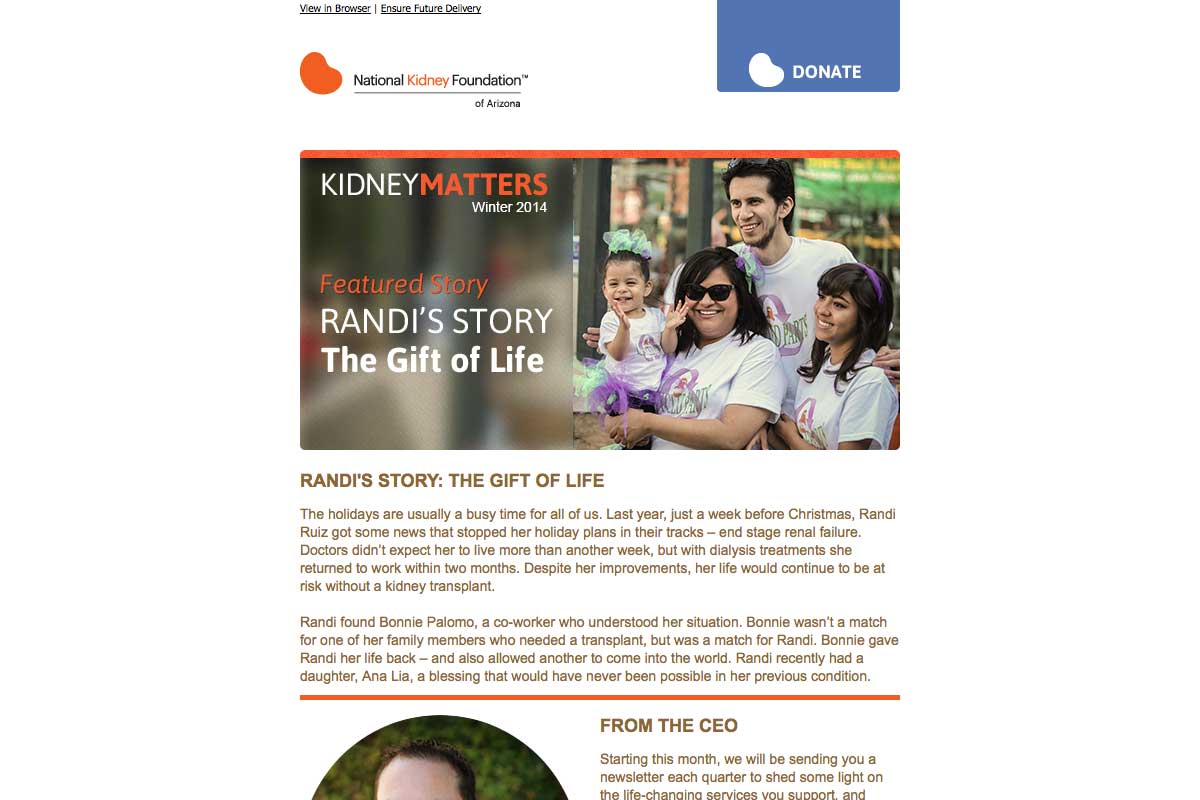 View in Browser | Ensure Future Delivery
National Kidney Foundation™
of Arizona
DONATE
KIDNEYMATTERS
Winter 2014
Featured Story
RANDI’S STORY
The Gift of Life
RANDI'S STORY: THE GIFT OF LIFE
The holidays are usually a busy time for all of us. Last year, just a week before Christmas, Randi
Ruiz got some news that stopped her holiday plans in their tracks – end stage renal failure.
Doctors didn’t expect her to live more than another week, but with dialysis treatments she
returned to work within two months. Despite her improvements, her life would continue to be at
risk without a kidney transplant.
Randi found Bonnie Palomo, a co-worker who understood her situation. Bonnie wasn’t a match
for one of her family members who needed a transplant, but was a match for Randi. Bonnie gave
Randi her life back – and also allowed another to come into the world. Randi recently had a
daughter, Ana Lia, a blessing that would have never been possible in her previous condition.
FROM THE CEO
Starting this month, we will be sending you a
newsletter each quarter to shed some light on
the life-changing services you support, and